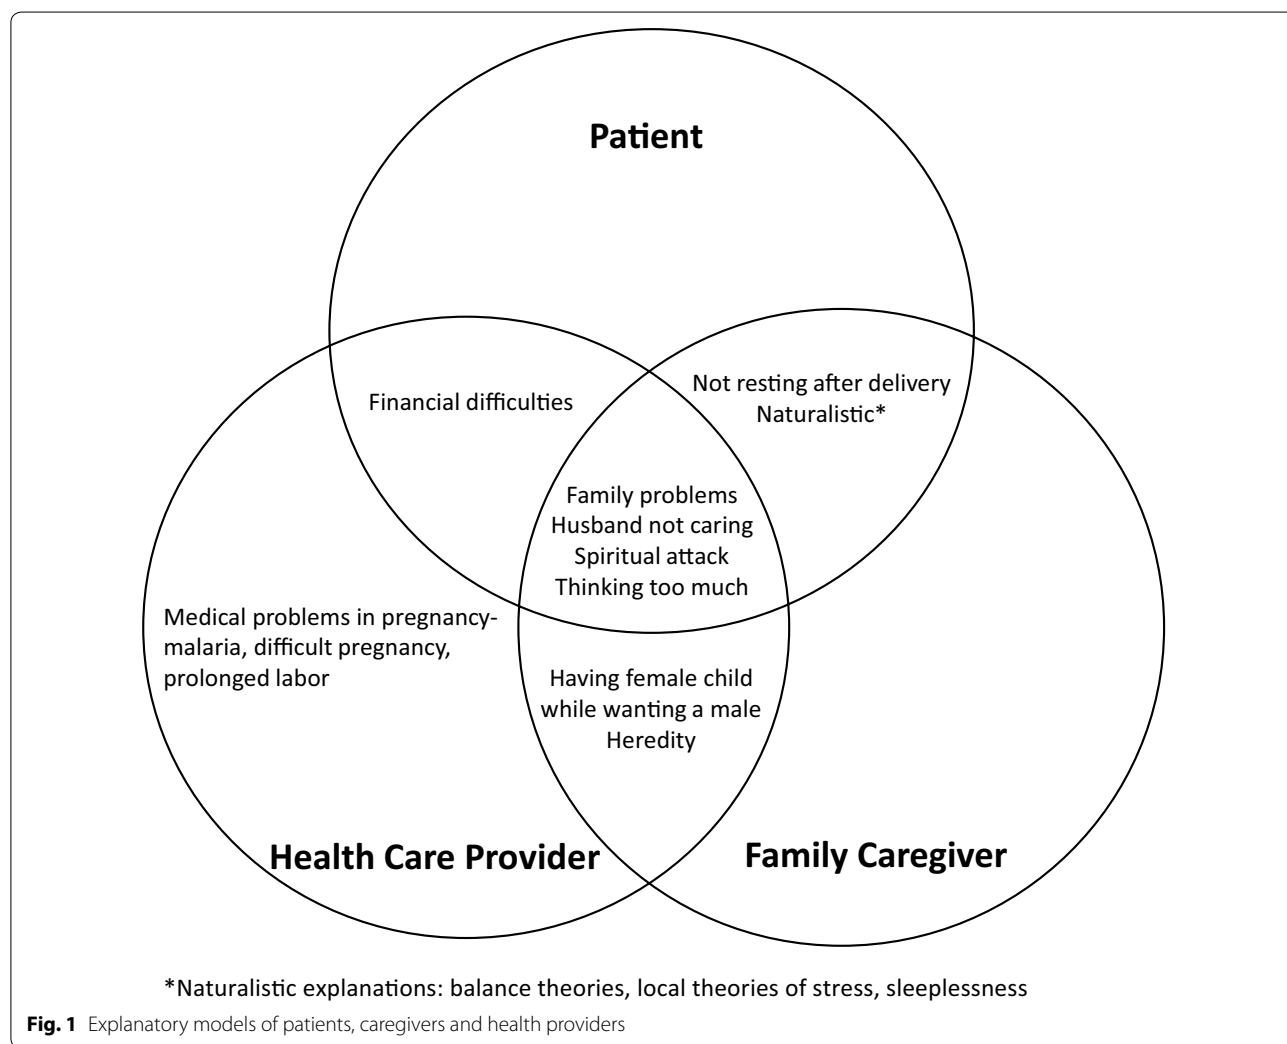 Patient
Financial difficulties
Not resting after delivery
Naturalistic*
Family problems
Husband not caring
Spiritual attack
Thinking too much
Medical problems in pregnancy-
malaria, difficult pregnancy,
prolonged labor
Having female child
while wanting a male
Heredity
Health Care Provider
Family Caregiver
*Naturalistic explanations: balance theories, local theories of stress, sleeplessness
Fig. 1 Explanatory models of patients, caregivers and health providers